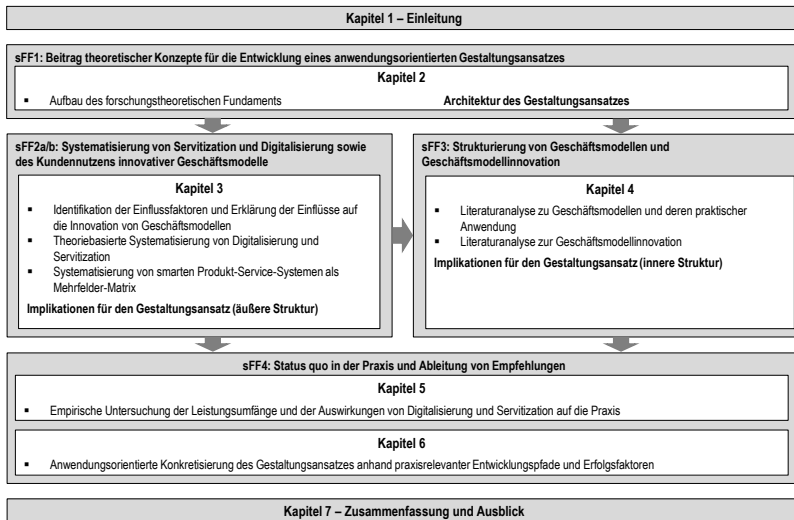 Kapitel 1 – Einleitung
sFF1: Beitrag theoretischer Konzepte für die Entwicklung eines anwendungsorientierten Gestaltungsansatzes
Kapitel 2
▪ Aufbau des forschungstheoretischen Fundaments
Architektur des Gestaltungsansatzes
sFF2a/b: Systematisierung von Servitization und Digitalisierung sowie
des Kundennutzens innovativer Geschäftsmodelle
Kapitel 3
▪ Identifikation der Einflussfaktoren und Erklärung der Einflüsse auf
die Innovation von Geschäftsmodellen
▪ Theoriebasierte Systematisierung von Digitalisierung und
Servitization
▪ Systematisierung von smarten Produkt-Service-Systemen als
Mehrfelder-Matrix
Implikationen für den Gestaltungsansatz (äußere Struktur)
sFF3: Strukturierung von Geschäftsmodellen und
Geschäftsmodellinnovation
Kapitel 4
▪ Literaturanalyse zu Geschäftsmodellen und deren praktischer
Anwendung
▪ Literaturanalyse zur Geschäftsmodellinnovation
Implikationen für den Gestaltungsansatz (innere Struktur)
sFF4: Status quo in der Praxis und Ableitung von Empfehlungen
Kapitel 5
▪ Empirische Untersuchung der Leistungsumfänge und der Auswirkungen von Digitalisierung und Servitization auf die Praxis
Kapitel 6
▪ Anwendungsorientierte Konkretisierung des Gestaltungsansatzes anhand praxisrelevanter Entwicklungspfade und Erfolgsfaktoren
Kapitel 7 – Zusammenfassung und Ausblick